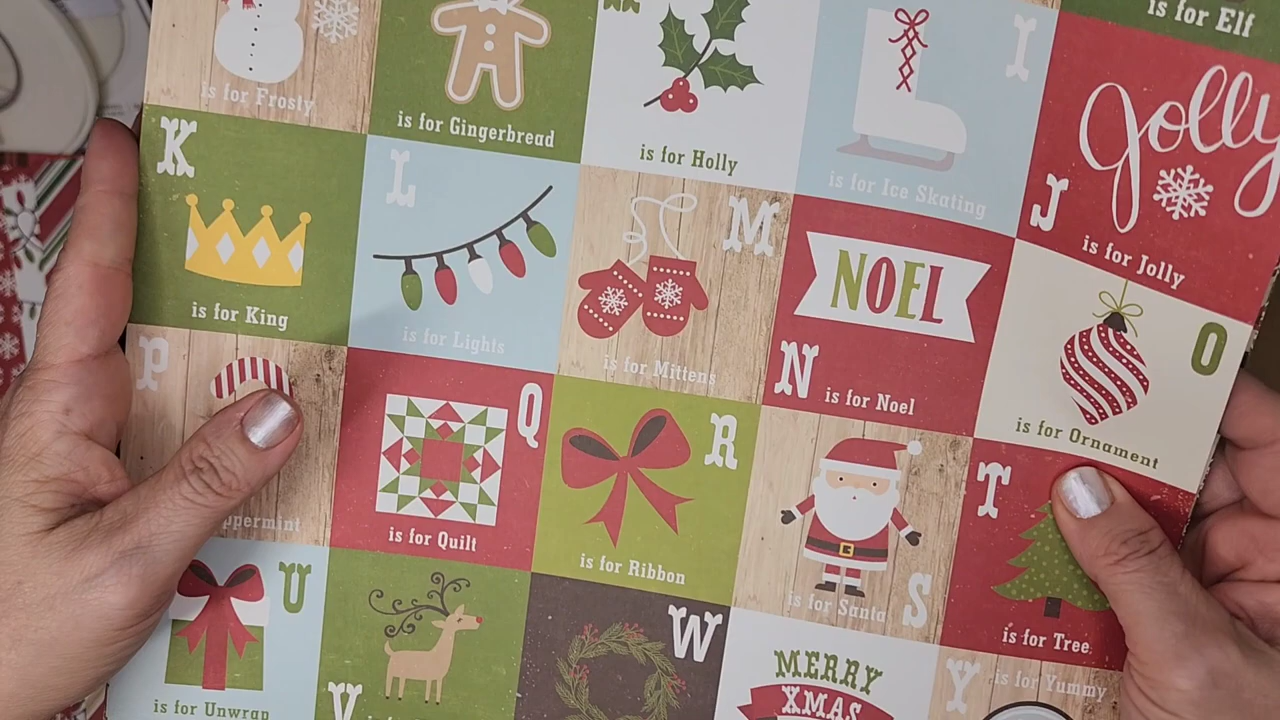 is for Elf
is for Frosty
is for Gingerbread
is for Holly
I
is for Ice Skating
Jolly
J
is for Jolly
K
is for King
L
is for Lights
M
is for Mittens
NOEL
N
is for Noel
O
is for Ornament
P
Q
is for Quilt
R
is for Ribbon
S
is for Santa
T
is for Tree
U
is for Unwrap
V
W
MERRY
XMAS
Y
is for Yummy